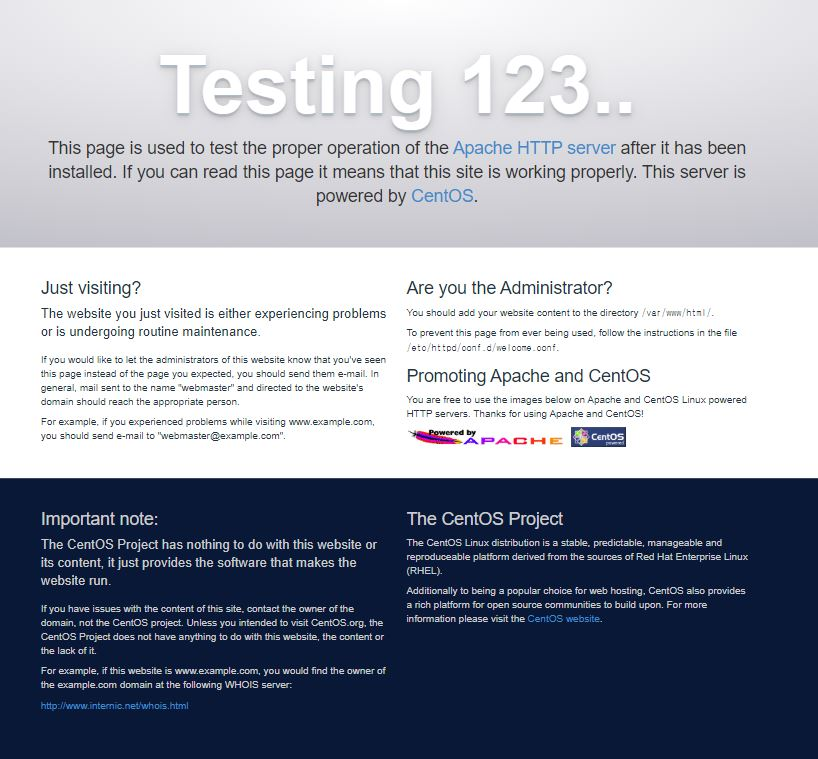 Testing 123..
This page is used to test the proper operation of the Apache HTTP server after it has been
installed. If you can read this page it means that this site is working properly. This server is
powered by CentOS.
Just visiting?
The website you just visited is either experiencing problems
or is undergoing routine maintenance.
If you would like to let the administrators of this website know that you've seen
this page instead of the page you expected, you should send them e-mail. In
general, mail sent to the name "webmaster" and directed to the website's
domain should reach the appropriate person.
For example, if you experienced problems while visiting www.example.com,
you should send e-mail to "webmaster@example.com".
Are you the Administrator?
You should add your website content to the directory /var/www/html/.
To prevent this page from ever being used, follow the instructions in the file
/etc/httpd/conf.d/welcome.conf.
Promoting Apache and CentOS
You are free to use the images below on Apache and CentOS Linux powered
HTTP servers. Thanks for using Apache and CentOS!
Powered by
APACHE
CentOS
powered
Important note:
The CentOS Project has nothing to do with this website or
its content, it just provides the software that makes the
website run.
If you have issues with the content of this site, contact the owner of the
domain, not the CentOS project. Unless you intended to visit CentOS.org, the
CentOS Project does not have anything to do with this website, the content or
the lack of it.
For example, if this website is www.example.com, you would find the owner of
the example.com domain at the following WHOIS server:
http://www.internic.net/whois.html
The CentOS Project
The CentOS Linux distribution is a stable, predictable, manageable and
reproduceable platform derived from the sources of Red Hat Enterprise Linux
(RHEL).
Additionally to being a popular choice for web hosting, CentOS also provides
a rich platform for open source communities to build upon. For more
information please visit the CentOS website.